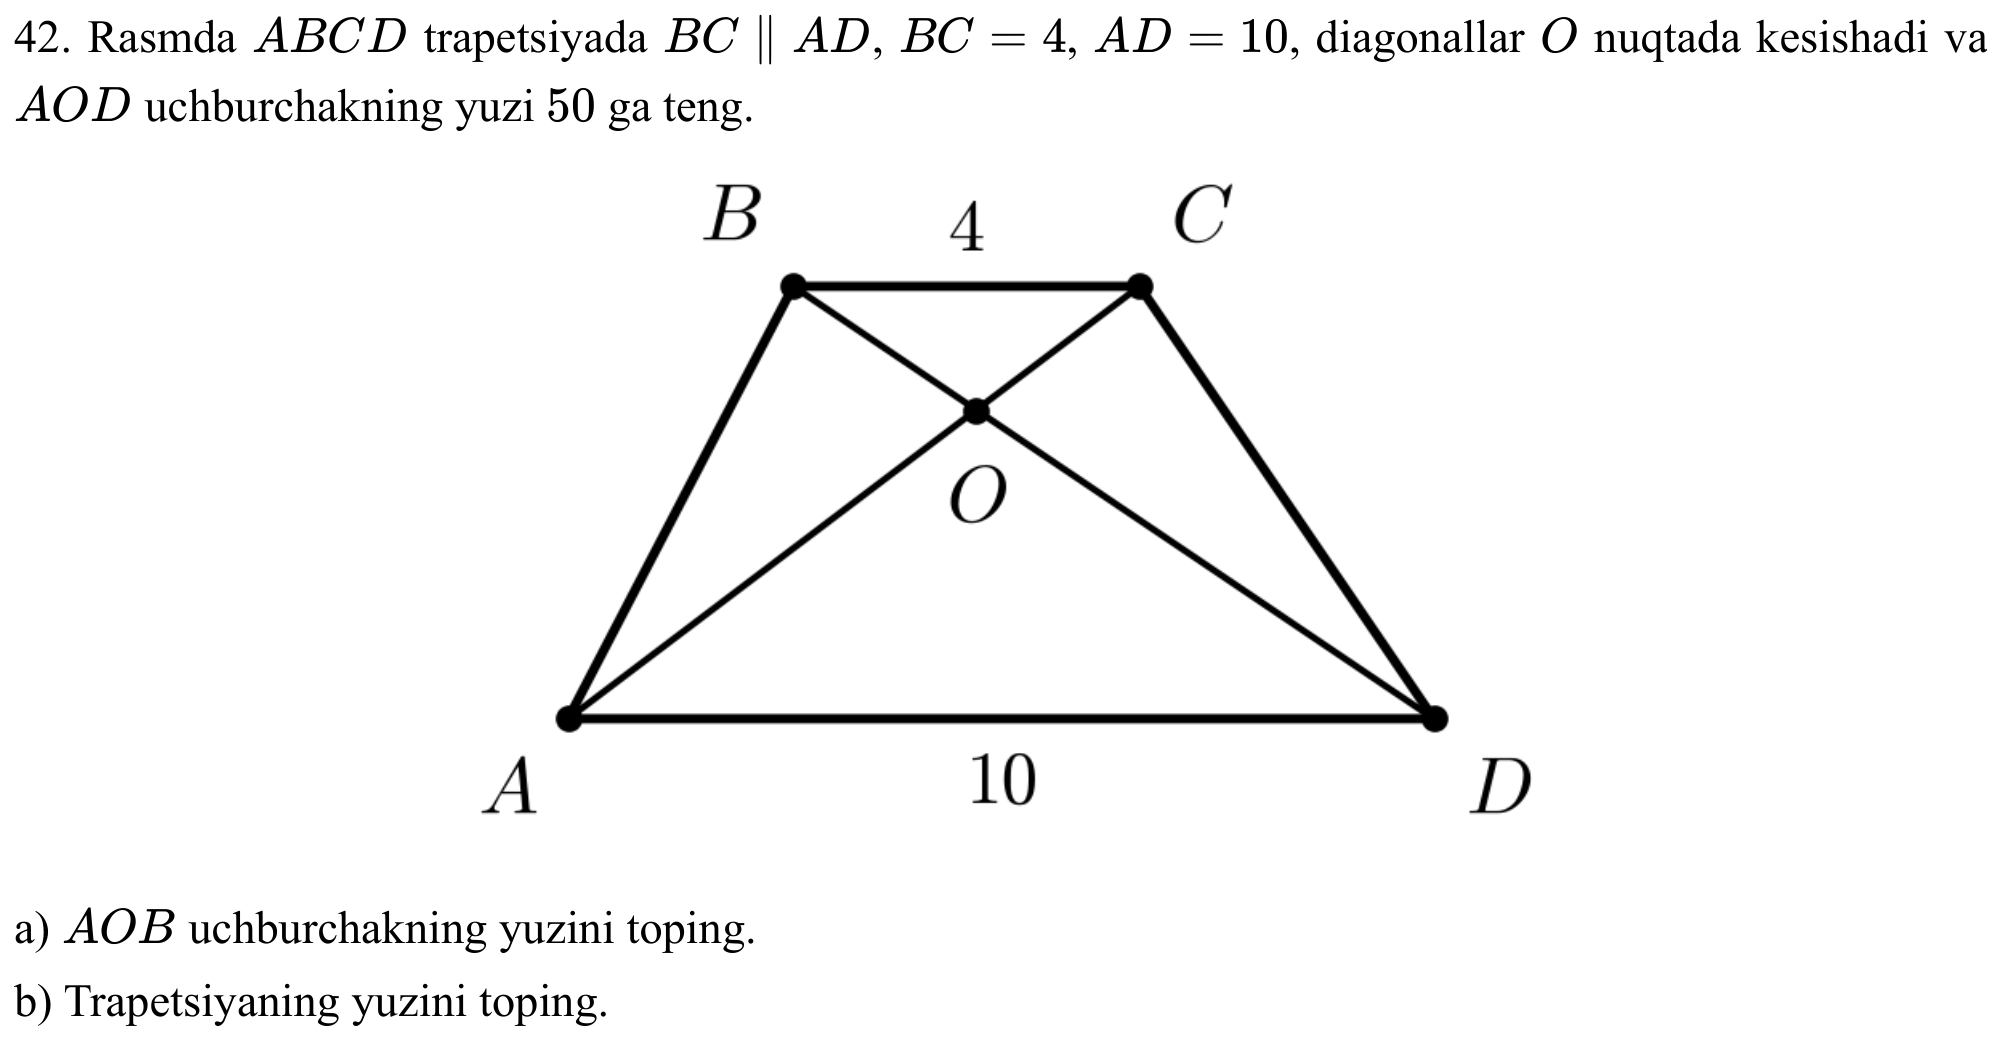 42. Rasmda ABCD trapetsiyada BC ∥ AD, BC = 4, AD = 10, diagonallar O nuqtada kesishadi va
AOD uchburchakning yuzi 50 ga teng.
B 4 C
O
A 10 D
a) AOB uchburchakning yuzini toping.
b) Trapetsiyaning yuzini toping.